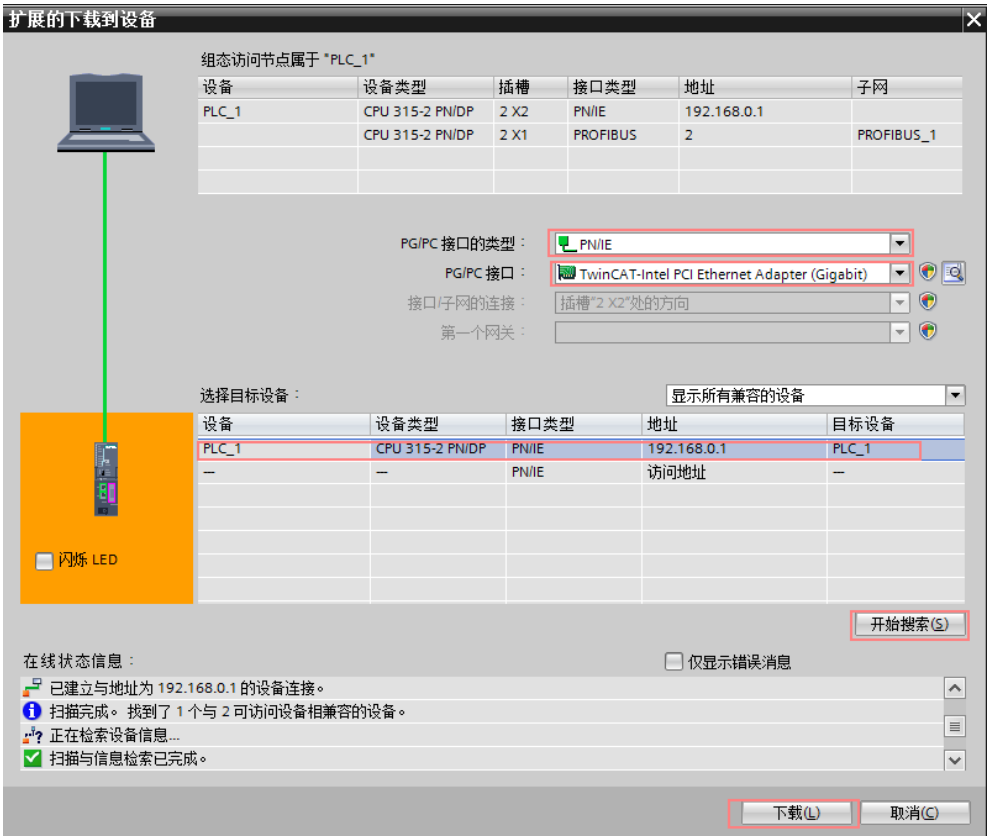 扩展的下载到设备
组态访问节点属于 "PLC_1"
设备 设备类型 插槽 接口类型 地址 子网
PLC_1 CPU 315-2 PN/DP 2 X2 PN/IE 192.168.0.1
CPU 315-2 PN/DP 2 X1 PROFIBUS 2 PROFIBUS_1
PG/PC 接口的类型： PN/IE
PG/PC 接口： TwinCAT-Intel PCI Ethernet Adapter (Gigabit)
接口/子网的连接： 插槽"2 X2"处的方向
第一个网关：
选择目标设备： 显示所有兼容的设备
设备 设备类型 接口类型 地址 目标设备
PLC_1 CPU 315-2 PN/DP PN/IE 192.168.0.1 PLC_1
— — PN/IE 访问地址 —
闪烁 LED
开始搜索(S)
在线状态信息： 仅显示错误消息
已建立与地址为 192.168.0.1 的设备连接。
扫描完成。 找到了 1 个与 2 可访问设备相兼容的设备。
正在检索设备信息...
扫描与信息检索已完成。
下载(L) 取消(C)